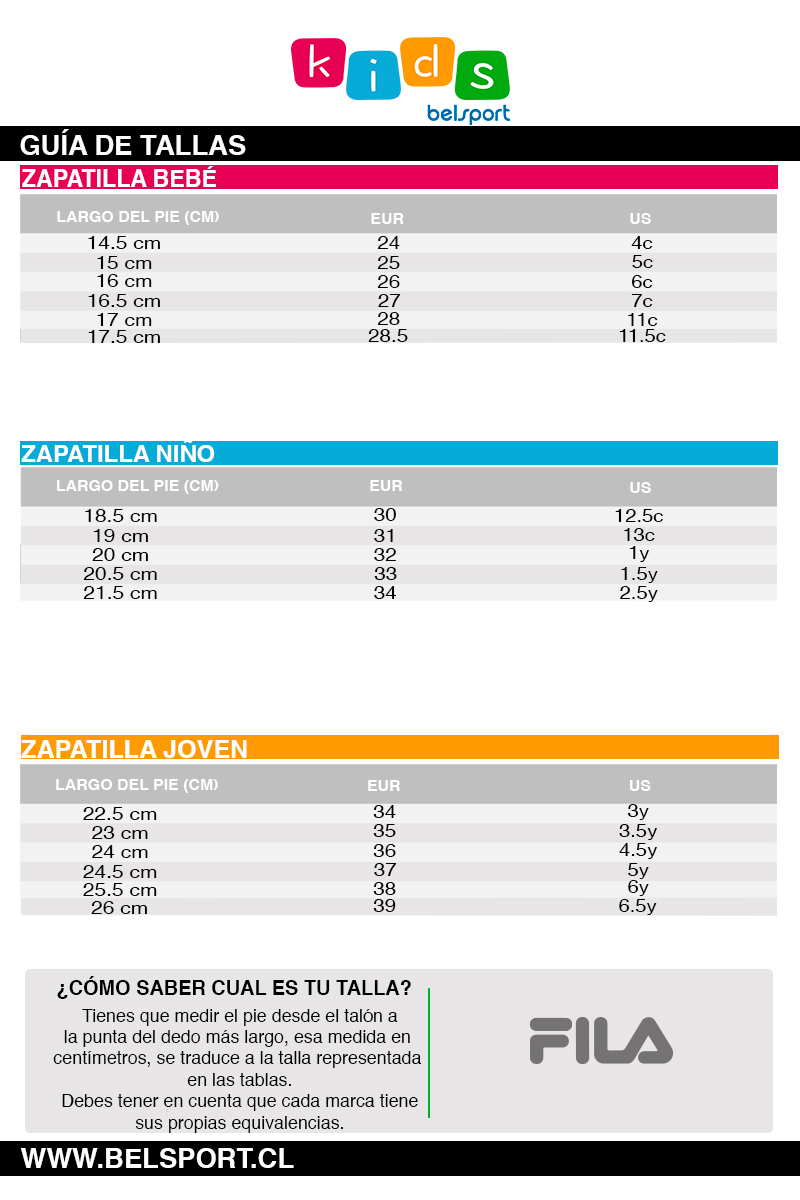 kids
belsport
GUÍA DE TALLAS
ZAPATILLA BEBÉ
LARGO DEL PIE (CM) EUR US
14.5 cm 24 4c
15 cm 25 5c
16 cm 26 6c
16.5 cm 27 7c
17 cm 28 11c
17.5 cm 28.5 11.5c
ZAPATILLA NIÑO
LARGO DEL PIE (CM) EUR US
18.5 cm 30 12.5c
19 cm 31 13c
20 cm 32 1y
20.5 cm 33 1.5y
21.5 cm 34 2.5y
ZAPATILLA JOVEN
LARGO DEL PIE (CM) EUR US
22.5 cm 34 3y
23 cm 35 3.5y
24 cm 36 4.5y
24.5 cm 37 5y
25.5 cm 38 6y
26 cm 39 6.5y
¿CÓMO SABER CUAL ES TU TALLA?
Tienes que medir el pie desde el talón a
la punta del dedo más largo, esa medida en
centímetros, se traduce a la talla representada
en las tablas.
Debes tener en cuenta que cada marca tiene
sus propias equivalencias.
FILA
WWW.BELSPORT.CL